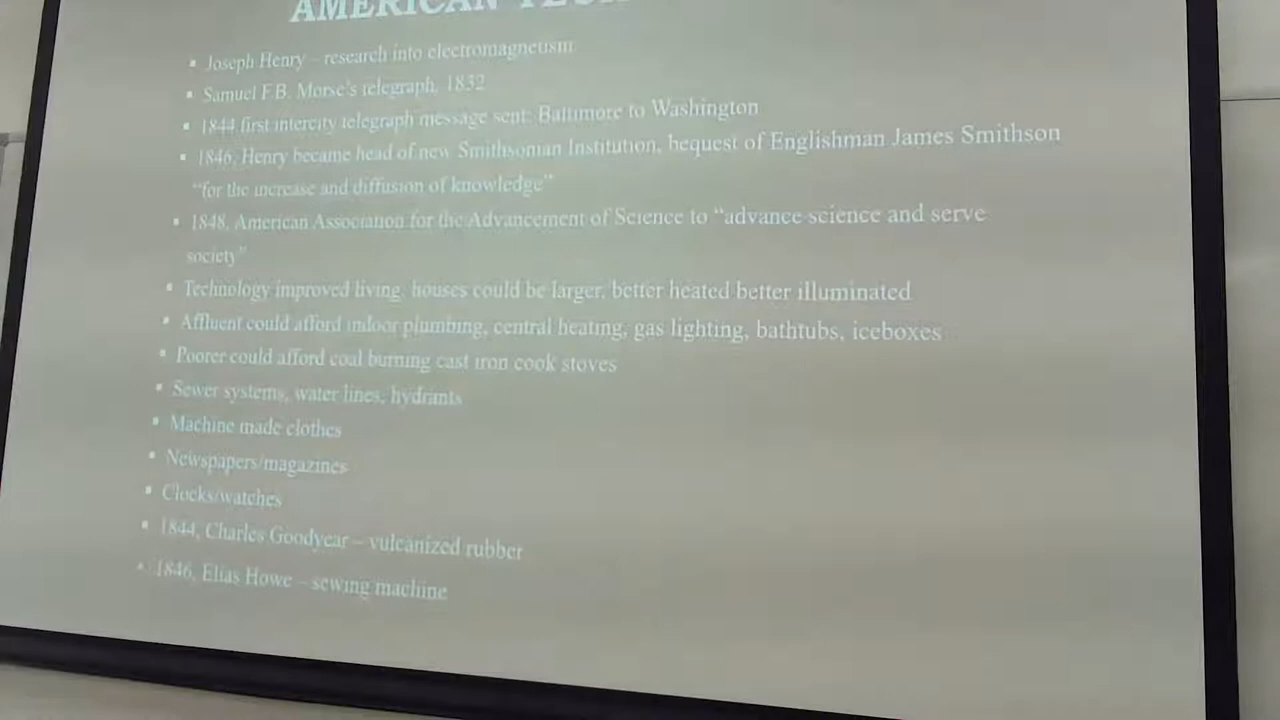 AMERICAN
▪ Joseph Henry – research into electromagnetism
▪ Samuel F.B. Morse's telegraph, 1832
▪ 1844 first intercity telegraph message sent: Baltimore to Washington
▪ 1846, Henry became head of new Smithsonian Institution, bequest of Englishman James Smithson
"for the increase and diffusion of knowledge"
▪ 1848, American Association for the Advancement of Science to "advance science and serve
society"
▪ Technology improved living, houses could be larger, better heated better illuminated
▪ Affluent could afford indoor plumbing, central heating, gas lighting, bathtubs, iceboxes
▪ Poorer could afford coal burning cast iron cook stoves
▪ Sewer systems, water lines, hydrants
▪ Machine made clothes
▪ Newspapers/magazines
▪ Clocks/watches
▪ 1844, Charles Goodyear – vulcanized rubber
▪ 1846, Elias Howe – sewing machine